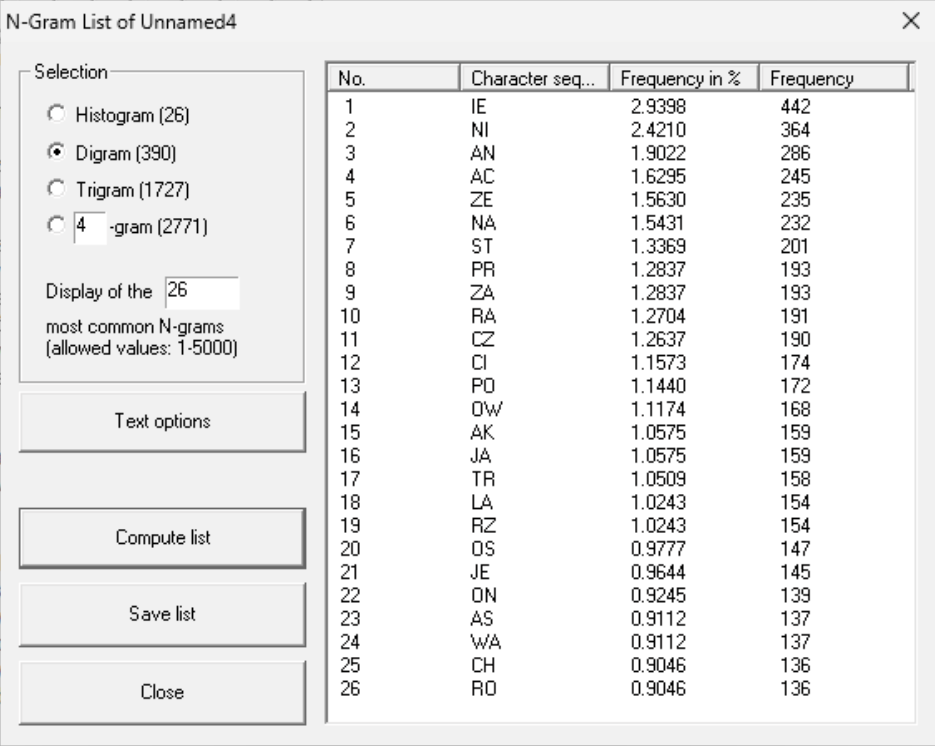 N-Gram List of Unnamed4
Selection
Histogram (26)
Digram (390)
Trigram (1727)
4 -gram (2771)
Display of the 26
most common N-grams
(allowed values: 1-5000)
Text options
Compute list
Save list
Close
No. Character seq... Frequency in % Frequency
1 IE 2.9398 442
2 NI 2.4210 364
3 AN 1.9022 286
4 AC 1.6295 245
5 ZE 1.5630 235
6 NA 1.5431 232
7 ST 1.3369 201
8 PR 1.2837 193
9 ZA 1.2837 193
10 RA 1.2704 191
11 CZ 1.2637 190
12 CI 1.1573 174
13 PO 1.1440 172
14 OW 1.1174 168
15 AK 1.0575 159
16 JA 1.0575 159
17 TR 1.0509 158
18 LA 1.0243 154
19 RZ 1.0243 154
20 OS 0.9777 147
21 JE 0.9644 145
22 ON 0.9245 139
23 AS 0.9112 137
24 WA 0.9112 137
25 CH 0.9046 136
26 RO 0.9046 136